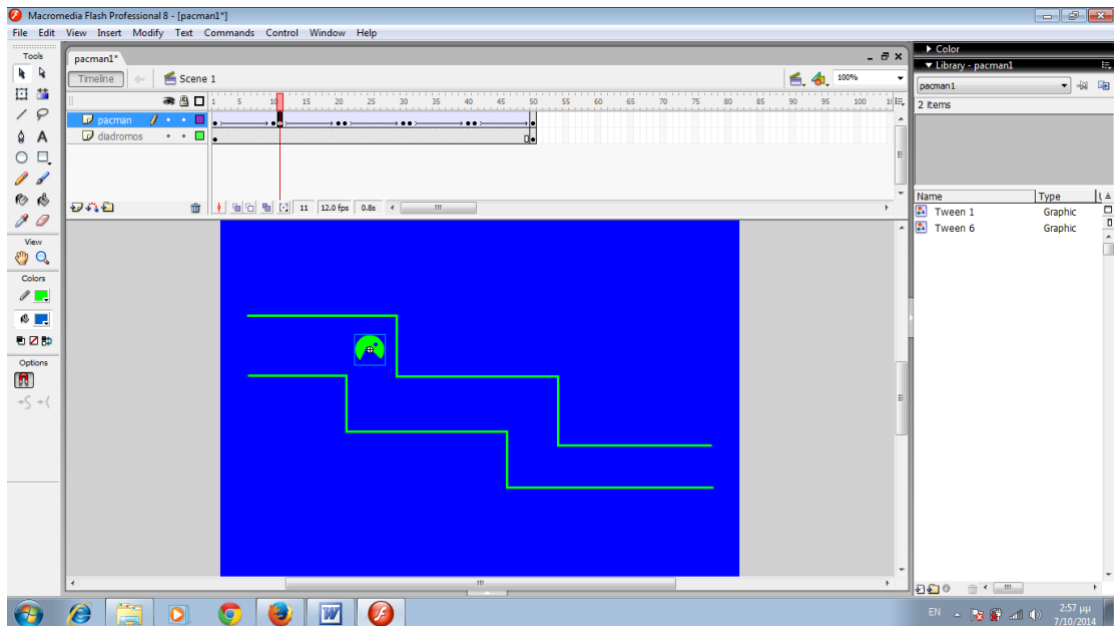 Macromedia Flash Professional 8 - [pacman1*]
File Edit View Insert Modify Text Commands Control Window Help
Tools
View
Colors
Options
pacman1*
Timeline
Scene 1
100%
1 5 10 15 20 25 30 35 40 45 50 55 60 65 70 75 80 85 90 95 100
pacman
diadromos
11 12.0 fps 0.8s
Color
Library - pacman1
pacman1
2 items
Name Type
Tween 1 Graphic
Tween 6 Graphic
EN
2:57 μμ
7/10/2014